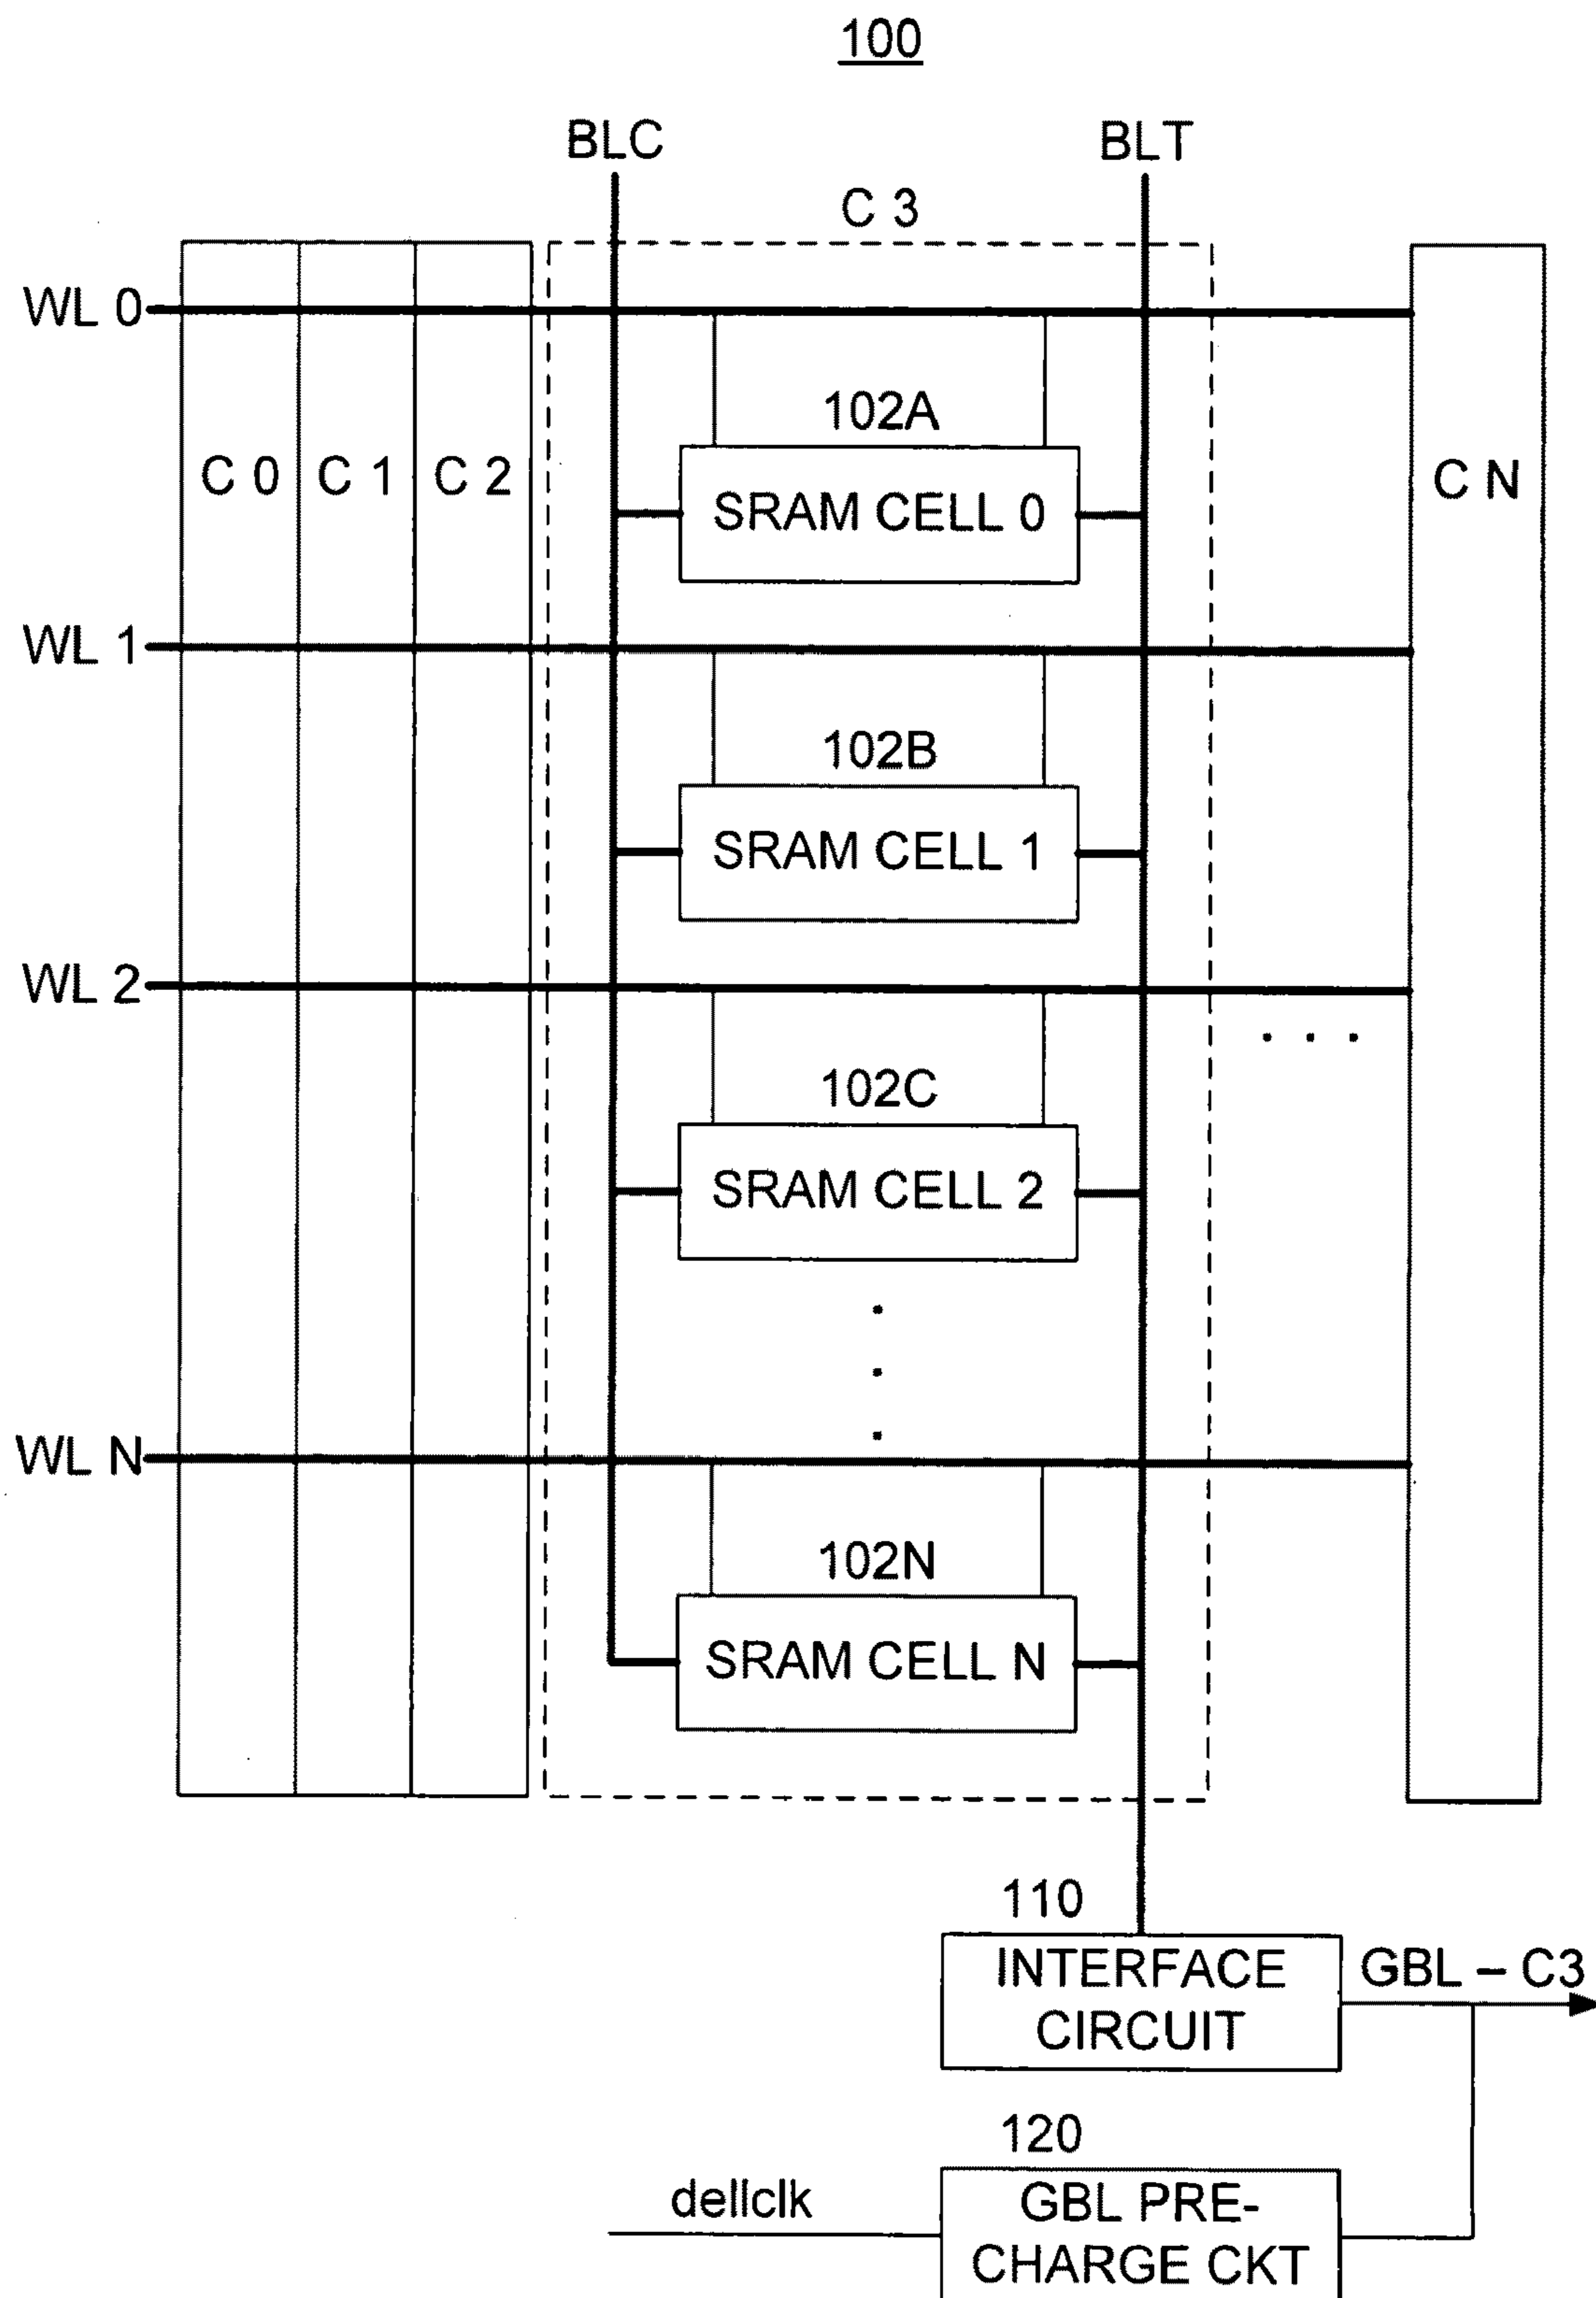 100
BLC
BLT
C 3
WL 0
102A
C 0
C 1
C 2
C N
SRAM CELL 0
WL 1
102B
SRAM CELL 1
WL 2
. . .
102C
SRAM CELL 2
.
.
.
WL N
102N
SRAM CELL N
110
INTERFACE
CIRCUIT
GBL – C3
120
dellclk
GBL PRE-
CHARGE CKT